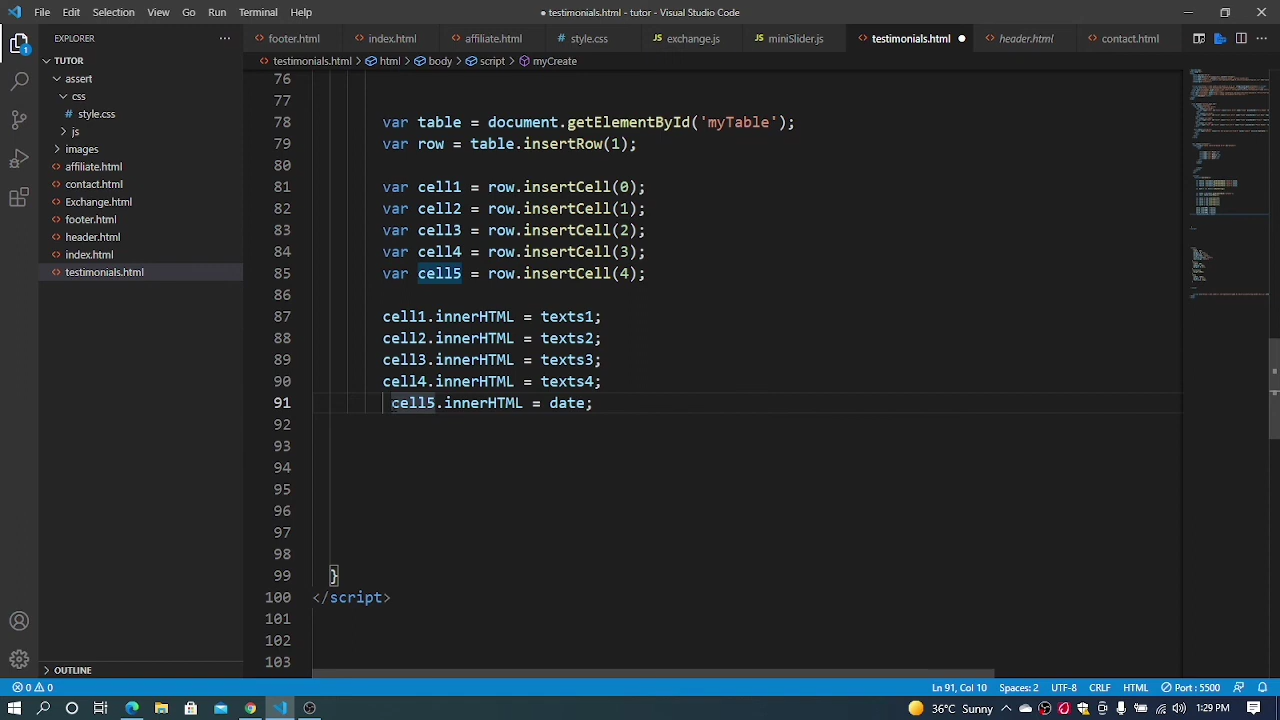 File Edit Selection View Go Run Terminal Help
● testimonials.html - tutor - Visual Studio Code
EXPLORER
footer.html
index.html
affiliate.html
# style.css
JS exchange.js
JS miniSlider.js
testimonials.html
header.html
contact.html
TUTOR
testimonials.html > html > body > script > myCreate
assert
css
# style.css
js
images
affiliate.html
contact.html
Exchang.html
footer.html
header.html
index.html
testimonials.html
76
77
78 var table = document.getElementById('myTable');
79 var row = table.insertRow(1);
80
81 var cell1 = row.insertCell(0);
82 var cell2 = row.insertCell(1);
83 var cell3 = row.insertCell(2);
84 var cell4 = row.insertCell(3);
85 var cell5 = row.insertCell(4);
86
87 cell1.innerHTML = texts1;
88 cell2.innerHTML = texts2;
89 cell3.innerHTML = texts3;
90 cell4.innerHTML = texts4;
91 cell5.innerHTML = date;
92
93
94
95
96
97
98
99 }
100 </script>
101
102
103
OUTLINE
0 0
Ln 91, Col 10 Spaces: 2 UTF-8 CRLF HTML Port : 5500
36°C Sunny 1:29 PM